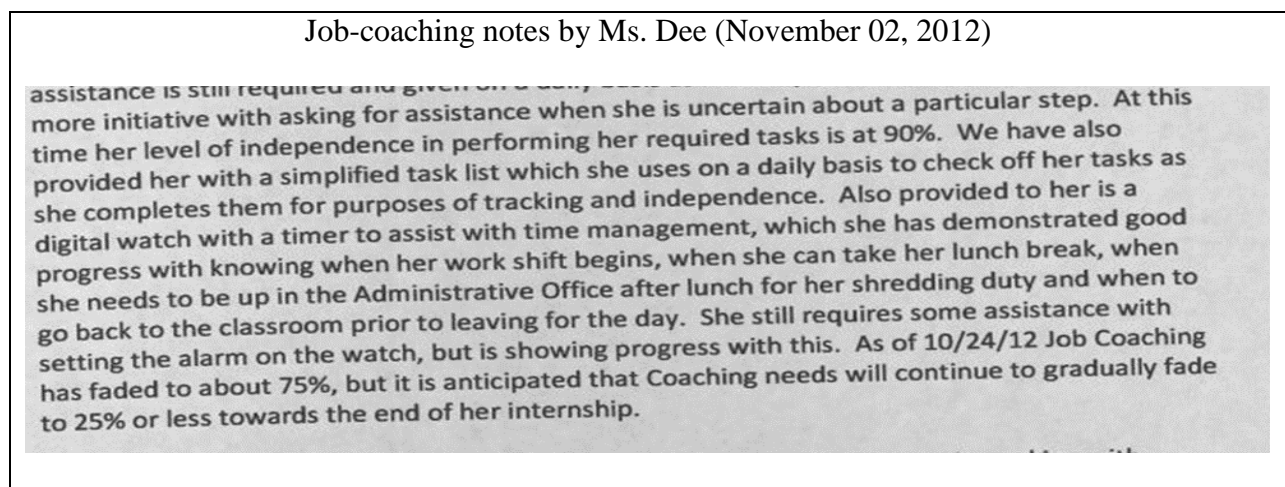 Job-coaching notes by Ms. Dee (November 02, 2012)
assistance is still required and given on a daily basis
more initiative with asking for assistance when she is uncertain about a particular step. At this
time her level of independence in performing her required tasks is at 90%. We have also
provided her with a simplified task list which she uses on a daily basis to check off her tasks as
she completes them for purposes of tracking and independence. Also provided to her is a
digital watch with a timer to assist with time management, which she has demonstrated good
progress with knowing when her work shift begins, when she can take her lunch break, when
she needs to be up in the Administrative Office after lunch for her shredding duty and when to
go back to the classroom prior to leaving for the day. She still requires some assistance with
setting the alarm on the watch, but is showing progress with this. As of 10/24/12 Job Coaching
has faded to about 75%, but it is anticipated that Coaching needs will continue to gradually fade
to 25% or less towards the end of her internship.